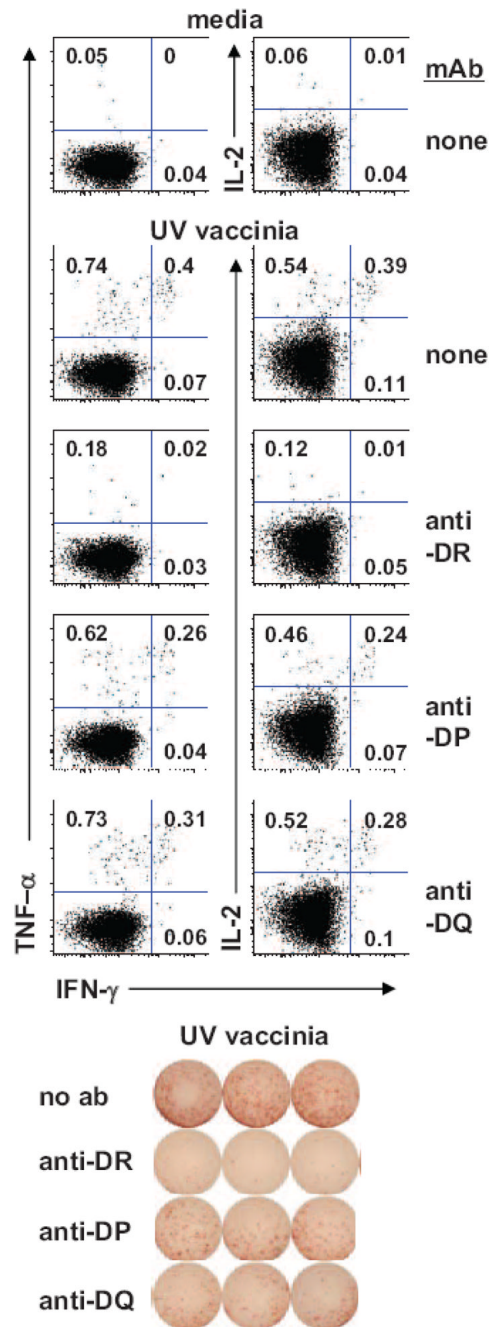 media
0.05 0 0.06 0.01 mAb
none
0.04 0.04
UV vaccinia
0.74 0.4 0.54 0.39
none
0.07 0.11
0.18 0.02 0.12 0.01
anti
-DR
0.03 0.05
0.62 0.26 0.46 0.24
anti
-DP
0.04 0.07
0.73 0.31 0.52 0.28
anti
-DQ
0.06 0.1
TNF-α
IL-2
IL-2
IFN-γ
UV vaccinia
no ab
anti-DR
anti-DP
anti-DQ